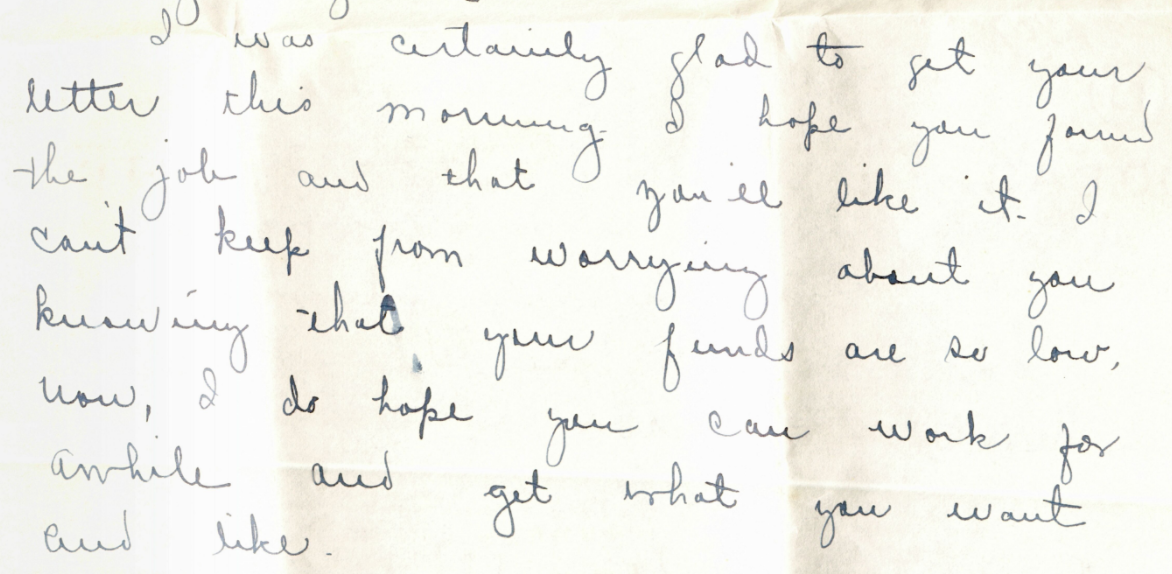 I was certainly glad to get your
letter this morning. I hope you found
the job and that you'll like it. I
can't keep from worrying about you
knowing that your funds are so low,
now, I do hope you can work for
awhile and get what you want
and like.